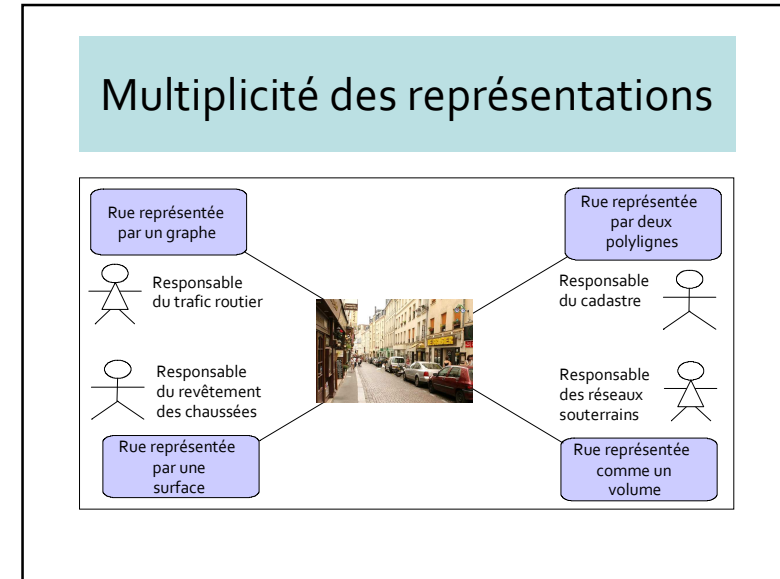 Multiplicité des représentations
Rue représentée
par un graphe
Rue représentée
par deux
polylignes
Responsable
du trafic routier
Responsable
du cadastre
Responsable
du revêtement
des chaussées
Responsable
des réseaux
souterrains
Rue représentée
par une
surface
Rue représentée
comme un
volume